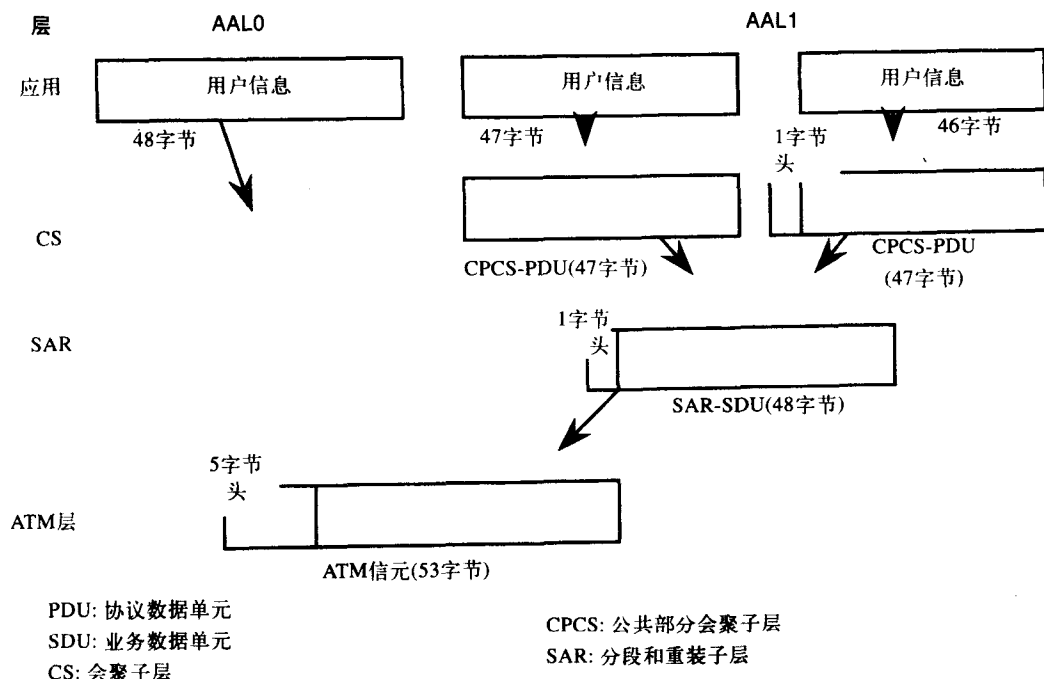 层 AAL0 AAL1
应用 用户信息 用户信息 用户信息
48字节 47字节 1字节 46字节
头
CS
CPCS-PDU(47字节) CPCS-PDU
(47字节)
1字节
SAR 头
SAR-SDU(48字节)
5字节
头
ATM层
ATM信元(53字节)
PDU: 协议数据单元
SDU: 业务数据单元
CS: 会聚子层
CPCS: 公共部分会聚子层
SAR: 分段和重装子层